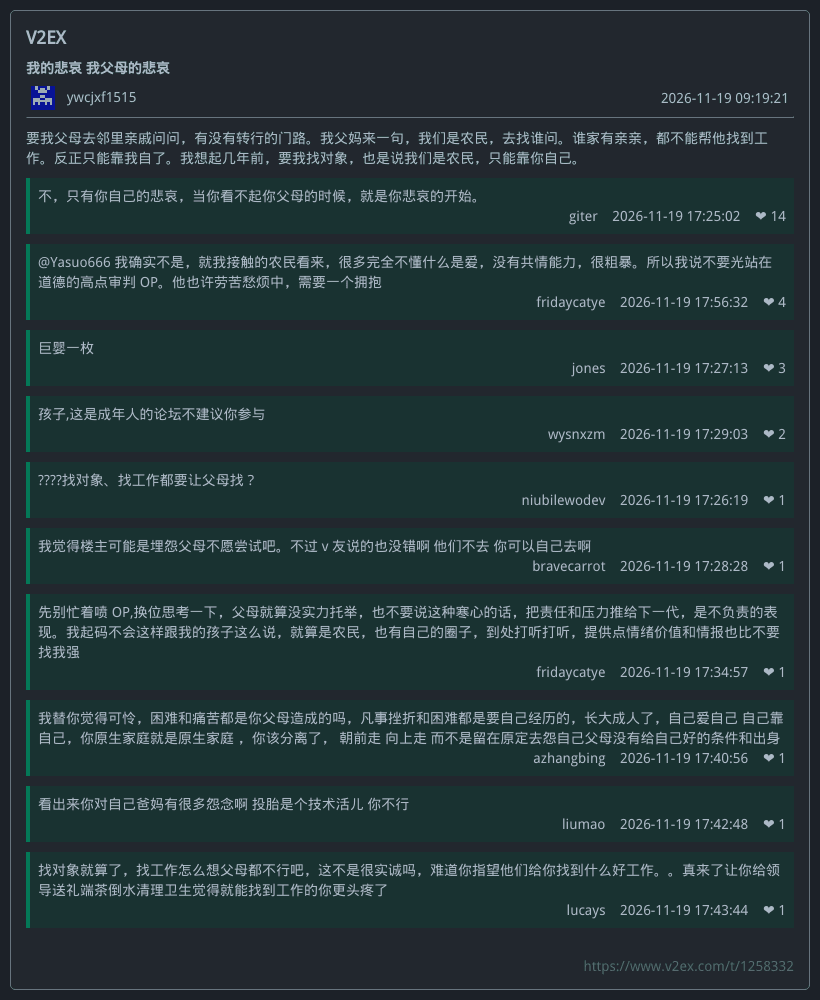 V2EX
我的悲哀 我父母的悲哀
ywcjxf1515
2026-11-19 09:19:21
要我父母去邻里亲戚问问，有没有转行的门路。我父妈来一句，我们是农民，去找谁问。谁家有亲亲，都不能帮他找到工
作。反正只能靠我自了。我想起几年前，要我找对象，也是说我们是农民，只能靠你自己。
不，只有你自己的悲哀，当你看不起你父母的时候，就是你悲哀的开始。
giter 2026-11-19 17:25:02 ❤ 14
@Yasuo666 我确实不是，就我接触的农民看来，很多完全不懂什么是爱，没有共情能力，很粗暴。所以我说不要光站在
道德的高点审判 OP。他也许劳苦愁烦中，需要一个拥抱
fridaycatye 2026-11-19 17:56:32 ❤ 4
巨婴一枚
jones 2026-11-19 17:27:13 ❤ 3
孩子,这是成年人的论坛不建议你参与
wysnxzm 2026-11-19 17:29:03 ❤ 2
????找对象、找工作都要让父母找？
niubilewodev 2026-11-19 17:26:19 ❤ 1
我觉得楼主可能是埋怨父母不愿尝试吧。不过 v 友说的也没错啊 他们不去 你可以自己去啊
bravecarrot 2026-11-19 17:28:28 ❤ 1
先别忙着喷 OP,换位思考一下，父母就算没实力托举，也不要说这种寒心的话，把责任和压力推给下一代，是不负责的表
现。我起码不会这样跟我的孩子这么说，就算是农民，也有自己的圈子，到处打听打听，提供点情绪价值和情报也比不要
找我强
fridaycatye 2026-11-19 17:34:57 ❤ 1
我替你觉得可怜，困难和痛苦都是你父母造成的吗，凡事挫折和困难都是要自己经历的，长大成人了，自己爱自己 自己靠
自己，你原生家庭就是原生家庭 ，你该分离了， 朝前走 向上走 而不是留在原定去怨自己父母没有给自己好的条件和出身
azhangbing 2026-11-19 17:40:56 ❤ 1
看出来你对自己爸妈有很多怨念啊 投胎是个技术活儿 你不行
liumao 2026-11-19 17:42:48 ❤ 1
找对象就算了，找工作怎么想父母都不行吧，这不是很实诚吗，难道你指望他们给你找到什么好工作。。真来了让你给领
导送礼端茶倒水清理卫生觉得就能找到工作的你更头疼了
lucays 2026-11-19 17:43:44 ❤ 1
https://www.v2ex.com/t/1258332